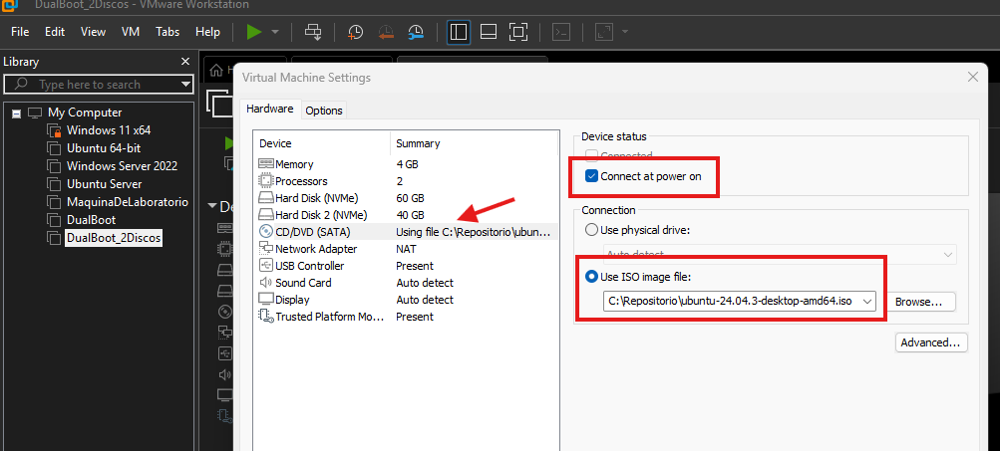 DualBoot_2Discos - VMware Workstation
File Edit View VM Tabs Help
Library
Type here to search
My Computer
Windows 11 x64
Ubuntu 64-bit
Windows Server 2022
Ubuntu Server
MaquinaDeLaboratorio
DualBoot
DualBoot_2Discos
Virtual Machine Settings
Hardware Options
Device Summary
Memory 4 GB
Processors 2
Hard Disk (NVMe) 60 GB
Hard Disk 2 (NVMe) 40 GB
CD/DVD (SATA) Using file C:\Repositorio\ubun...
Network Adapter NAT
USB Controller Present
Sound Card Auto detect
Display Auto detect
Trusted Platform Mo... Present
Device status
Connected
Connect at power on
Connection
Use physical drive:
Auto detect
Use ISO image file:
C:\Repositorio\ubuntu-24.04.3-desktop-amd64.iso
Browse...
Advanced...